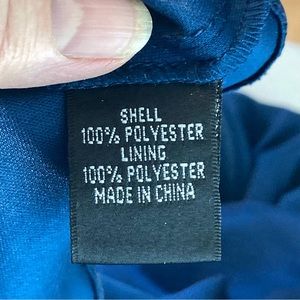 SHELL
100% POLYESTER
LINING
100% POLYESTER
MADE IN CHINA